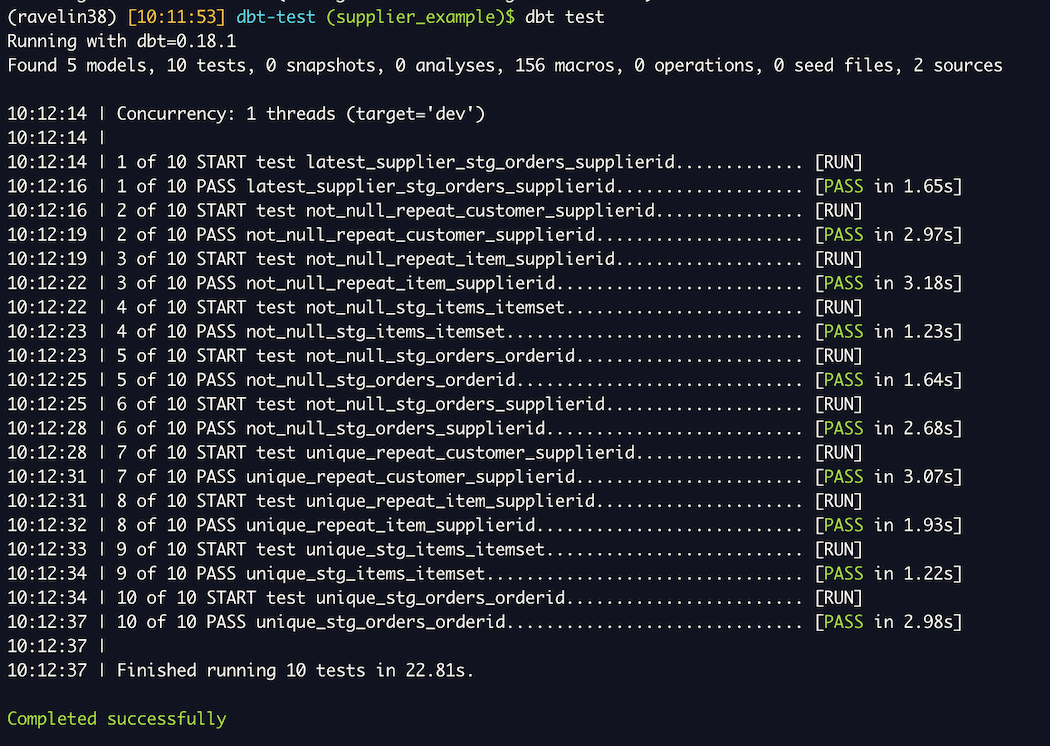 (ravelin38) [10:11:53] dbt-test (supplier_example)$ dbt test
Running with dbt=0.18.1
Found 5 models, 10 tests, 0 snapshots, 0 analyses, 156 macros, 0 operations, 0 seed files, 2 sources
10:12:14 | Concurrency: 1 threads (target='dev')
10:12:14 |
10:12:14 | 1 of 10 START test latest_supplier_stg_orders_supplierid............. [RUN]
10:12:16 | 1 of 10 PASS latest_supplier_stg_orders_supplierid................... [PASS in 1.65s]
10:12:16 | 2 of 10 START test not_null_repeat_customer_supplierid............... [RUN]
10:12:19 | 2 of 10 PASS not_null_repeat_customer_supplierid..................... [PASS in 2.97s]
10:12:19 | 3 of 10 START test not_null_repeat_item_supplierid................... [RUN]
10:12:22 | 3 of 10 PASS not_null_repeat_item_supplierid......................... [PASS in 3.18s]
10:12:22 | 4 of 10 START test not_null_stg_items_itemset........................ [RUN]
10:12:23 | 4 of 10 PASS not_null_stg_items_itemset.............................. [PASS in 1.23s]
10:12:23 | 5 of 10 START test not_null_stg_orders_orderid....................... [RUN]
10:12:25 | 5 of 10 PASS not_null_stg_orders_orderid............................. [PASS in 1.64s]
10:12:25 | 6 of 10 START test not_null_stg_orders_supplierid.................... [RUN]
10:12:28 | 6 of 10 PASS not_null_stg_orders_supplierid.......................... [PASS in 2.68s]
10:12:28 | 7 of 10 START test unique_repeat_customer_supplierid................. [RUN]
10:12:31 | 7 of 10 PASS unique_repeat_customer_supplierid....................... [PASS in 3.07s]
10:12:31 | 8 of 10 START test unique_repeat_item_supplierid..................... [RUN]
10:12:32 | 8 of 10 PASS unique_repeat_item_supplierid........................... [PASS in 1.93s]
10:12:33 | 9 of 10 START test unique_stg_items_itemset.......................... [RUN]
10:12:34 | 9 of 10 PASS unique_stg_items_itemset................................ [PASS in 1.22s]
10:12:34 | 10 of 10 START test unique_stg_orders_orderid........................ [RUN]
10:12:37 | 10 of 10 PASS unique_stg_orders_orderid.............................. [PASS in 2.98s]
10:12:37 |
10:12:37 | Finished running 10 tests in 22.81s.
Completed successfully